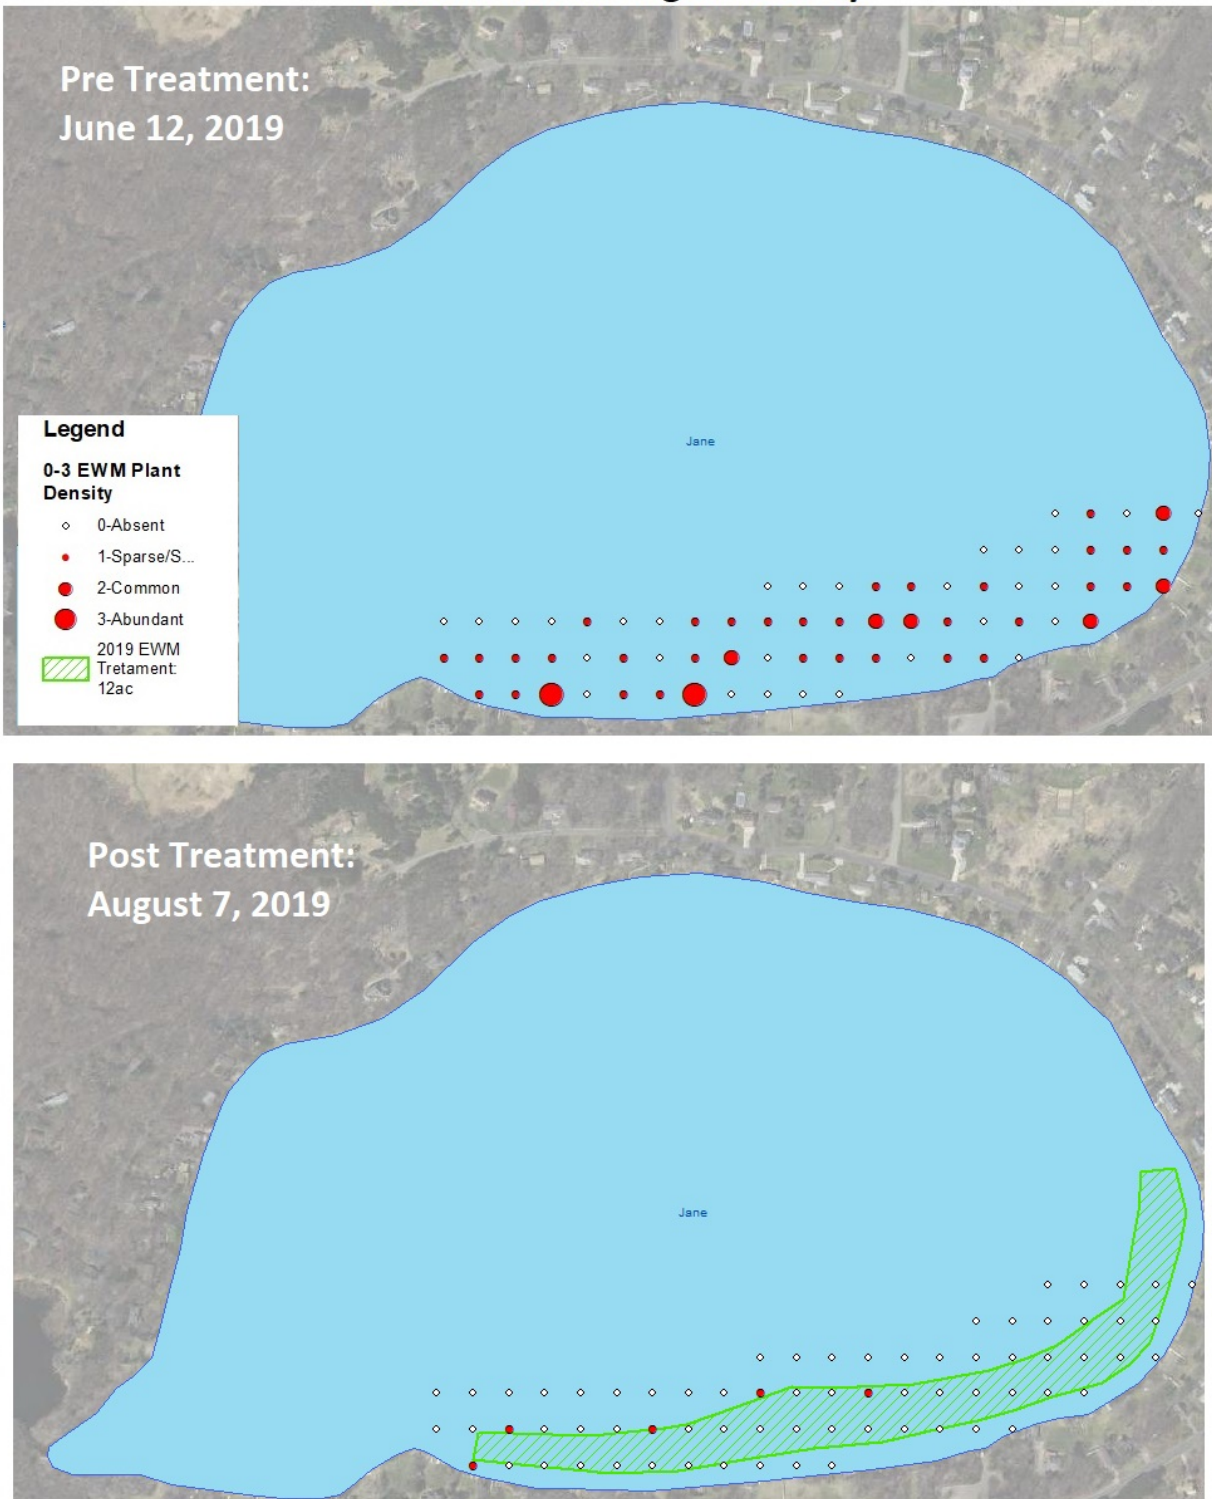 Pre Treatment:
June 12, 2019
Jane
Legend
0-3 EWM Plant
Density
0-Absent
1-Sparse/S...
2-Common
3-Abundant
2019 EWM
Tretament:
12ac
Post Treatment:
August 7, 2019
Jane